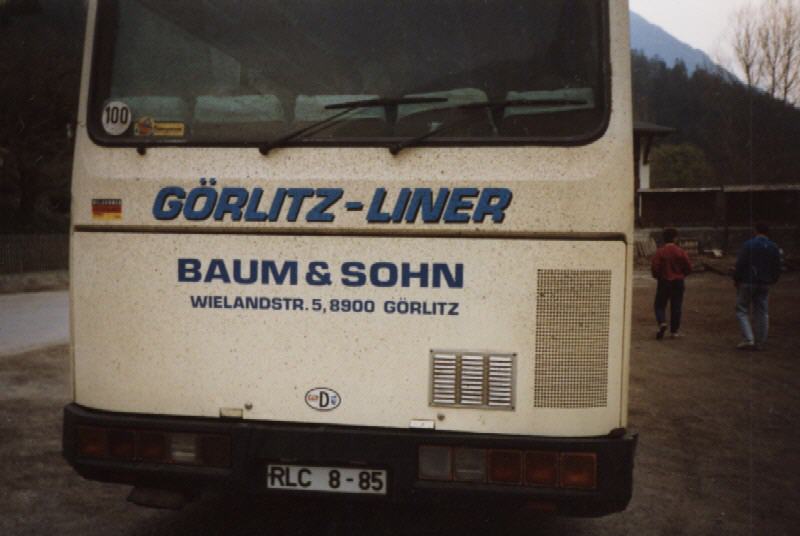 100
GÖRLITZ-LINER
BAUM & SOHN
WIELANDSTR. 5, 8900 GÖRLITZ
D
RLC 8-85